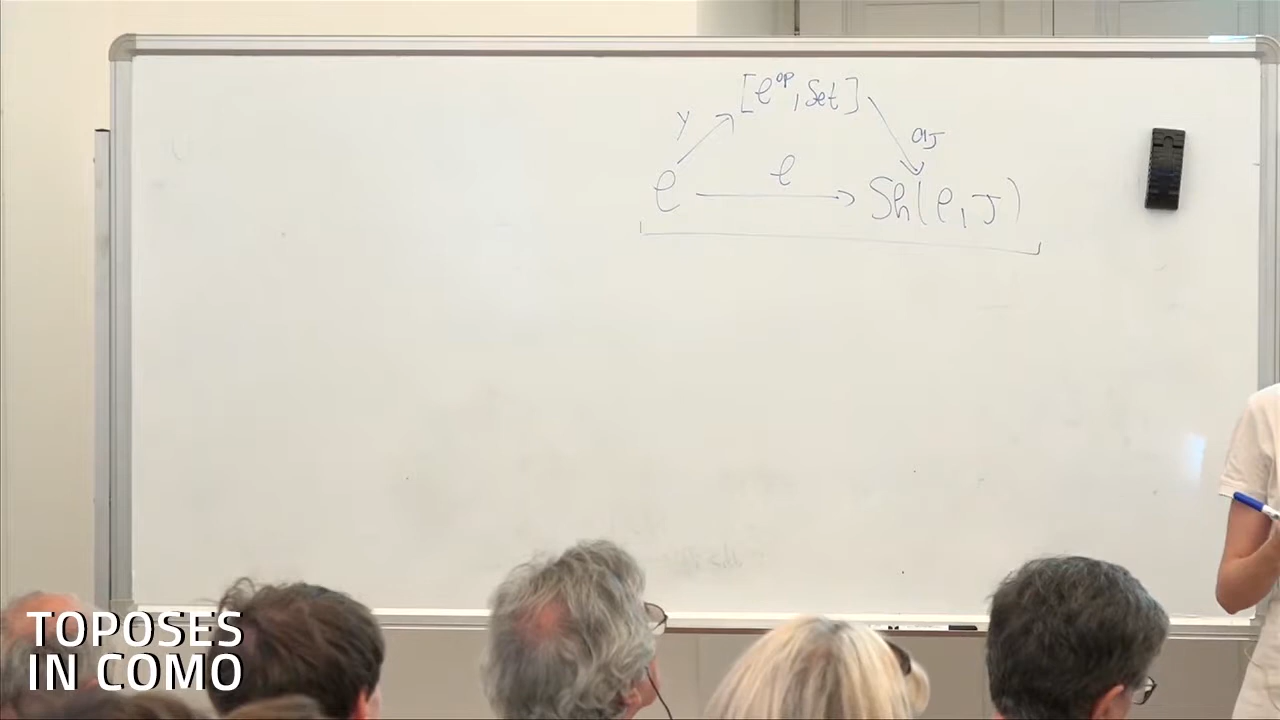 [C^op, Set]
y
a_J
ℓ
C
Sh(C, J)
TOPOSES
IN COMO